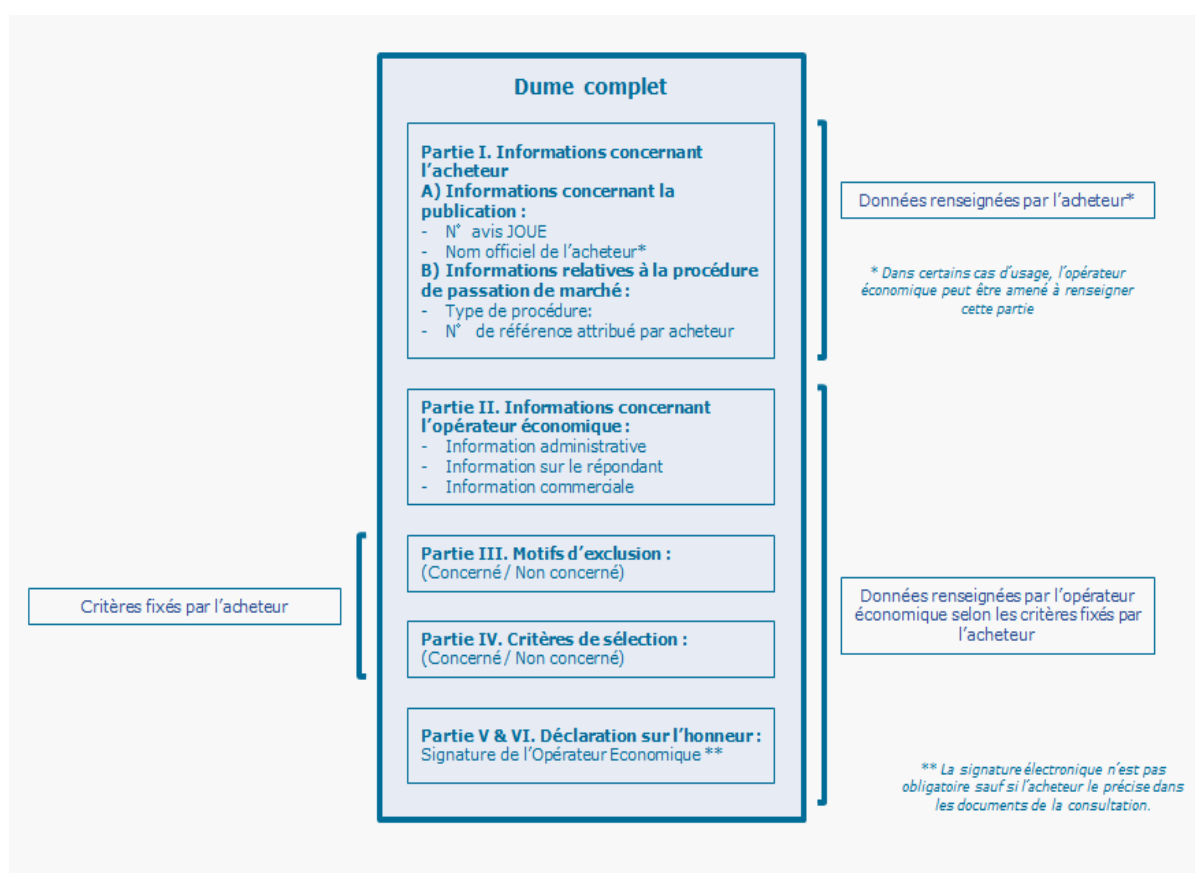 Dume complet
Partie I. Informations concernant
l'acheteur
A) Informations concernant la
publication :
- N° avis JOUE
- Nom officiel de l'acheteur*
B) Informations relatives à la procédure
de passation de marché :
- Type de procédure:
- N° de référence attribué par acheteur
Données renseignées par l'acheteur*
* Dans certains cas d'usage, l'opérateur
économique peut être amené à renseigner
cette partie
Partie II. Informations concernant
l'opérateur économique :
- Information administrative
- Information sur le répondant
- Information commerciale
Partie III. Motifs d'exclusion :
(Concerné / Non concerné)
Critères fixés par l'acheteur
Données renseignées par l'opérateur
économique selon les critères fixés par
l'acheteur
Partie IV. Critères de sélection :
(Concerné / Non concerné)
Partie V & VI. Déclaration sur l'honneur :
Signature de l'Opérateur Economique **
** La signature électronique n'est pas
obligatoire sauf si l'acheteur le précise dans
les documents de la consultation.